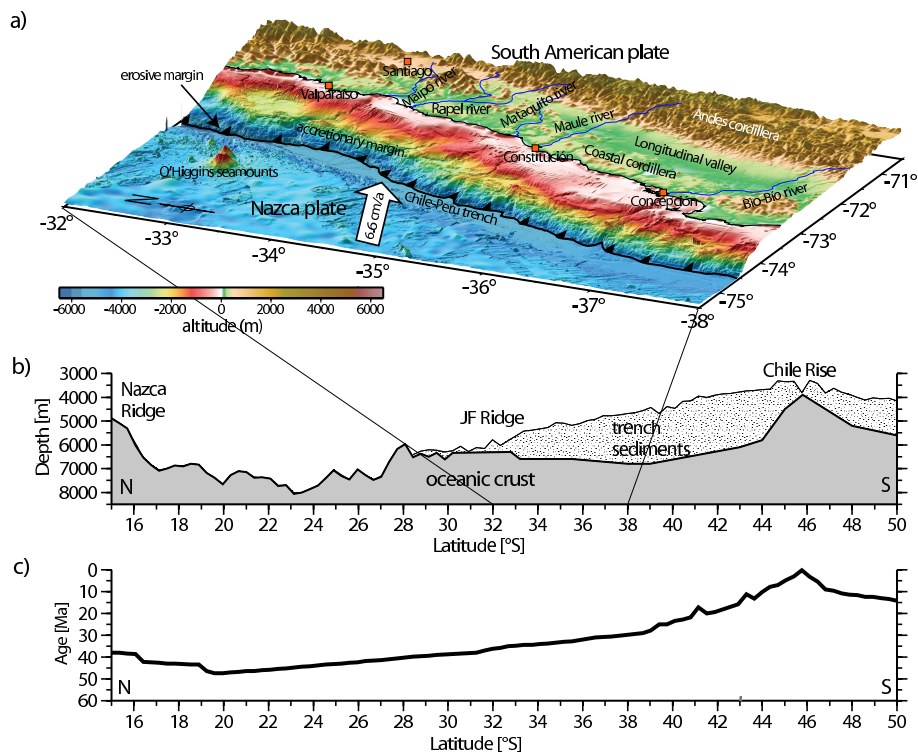 a)
South American plate
Santiago
erosive margin
Valparaiso
Maipo river
Rapel river
Mataquito river
Maule river
Andes cordillera
accretionary margin
Constitución
Coastal cordillera
Longitudinal valley
O'Higgins seamounts
Concepción
Bio-Bio river
Nazca plate
Chile-Peru trench
6.6 cm/a
-71°
-72°
-73°
-74°
-75°
-32°
-33°
-34°
-35°
-36°
-37°
-38°
-6000 -4000 -2000 0 2000 4000 6000
altitude (m)
b)
Depth [m]
3000
4000
5000
6000
7000
8000
Nazca
Ridge
JF Ridge
Chile Rise
trench
sediments
oceanic crust
N
S
16 18 20 22 24 26 28 30 32 34 36 38 40 42 44 46 48 50
Latitude [°S]
c)
Age [Ma]
0
10
20
30
40
50
60
N
S
16 18 20 22 24 26 28 30 32 34 36 38 40 42 44 46 48 50
Latitude [°S]